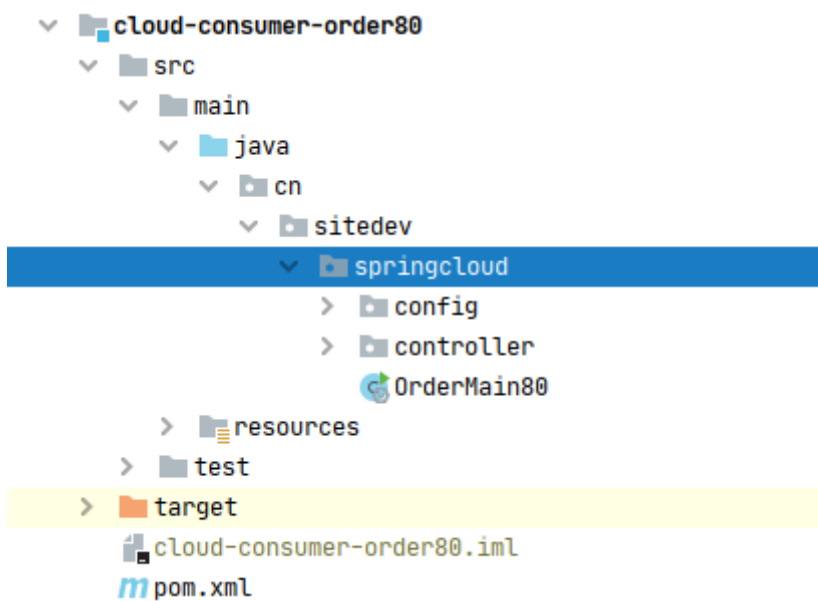 cloud-consumer-order80
src
main
java
cn
sitedev
springcloud
config
controller
OrderMain80
resources
test
target
cloud-consumer-order80.iml
pom.xml